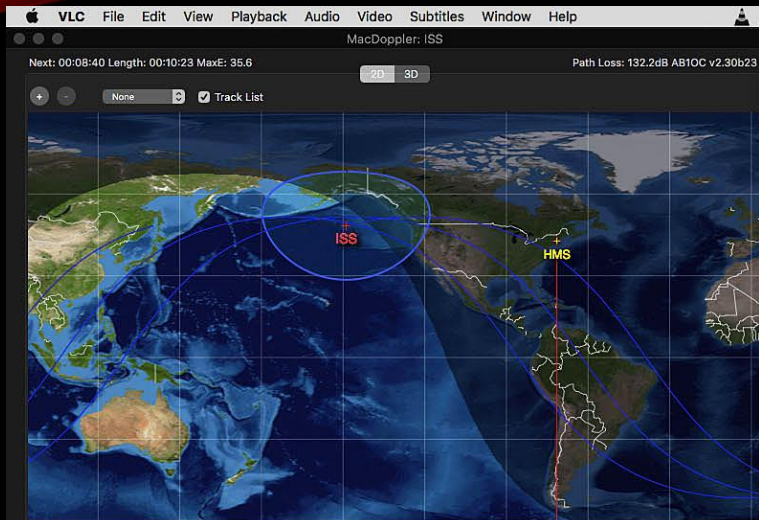 VLC File Edit View Playback Audio Video Subtitles Window Help
MacDoppler: ISS
Next: 00:08:40 Length: 00:10:23 MaxE: 35.6
Path Loss: 132.2dB AB1OC v2.30b23
2D 3D
+ - None Track List
ISS
HMS